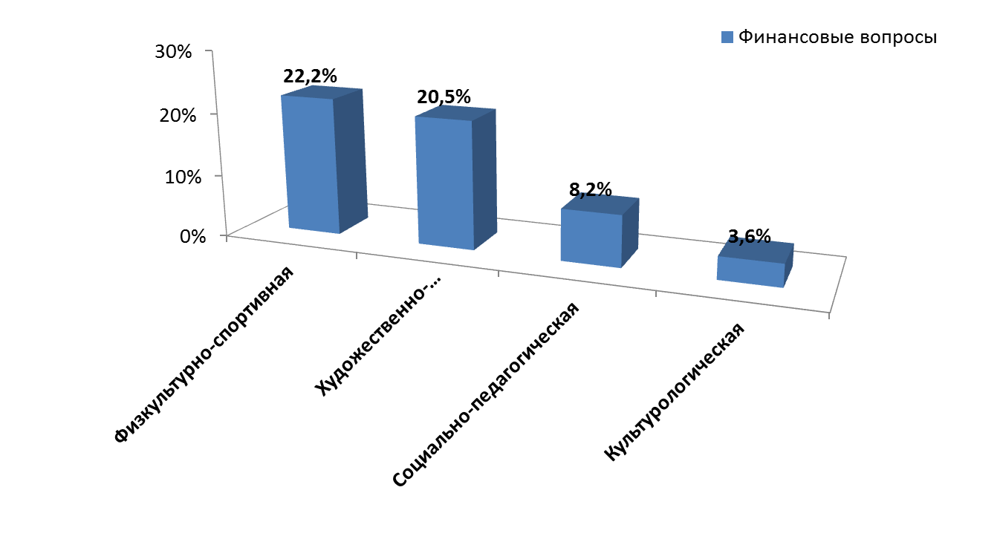 Финансовые вопросы
30%
20%
10%
0%
22,2%
20,5%
8,2%
3,6%
Физкультурно-спортивная
Художественно-...
Социально-педагогическая
Культурологическая